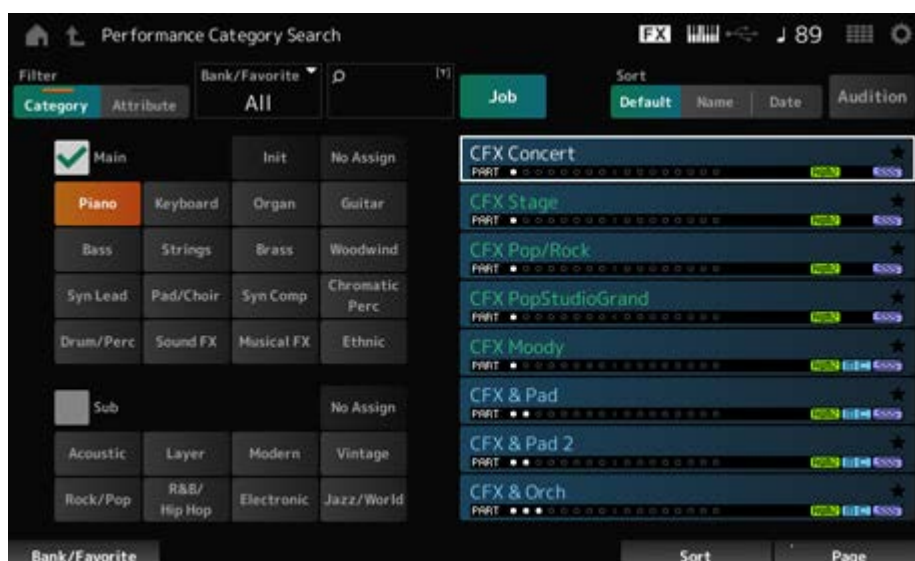 Performance Category Search
FX
♩ 89
Filter
Category Attribute
Bank/Favorite
All
Job
Sort
Default Name Date
Audition
Main Init No Assign
Piano Keyboard Organ Guitar
Bass Strings Brass Woodwind
Syn Lead Pad/Choir Syn Comp Chromatic Perc
Drum/Perc Sound FX Musical FX Ethnic
Sub No Assign
Acoustic Layer Modern Vintage
Rock/Pop R&B/ Hip Hop Electronic Jazz/World
CFX Concert
PART
CFX Stage
PART
CFX Pop/Rock
PART
CFX PopStudioGrand
PART
CFX Moody
PART
CFX & Pad
PART
CFX & Pad 2
PART
CFX & Orch
PART
Bank/Favorite
Sort
Page